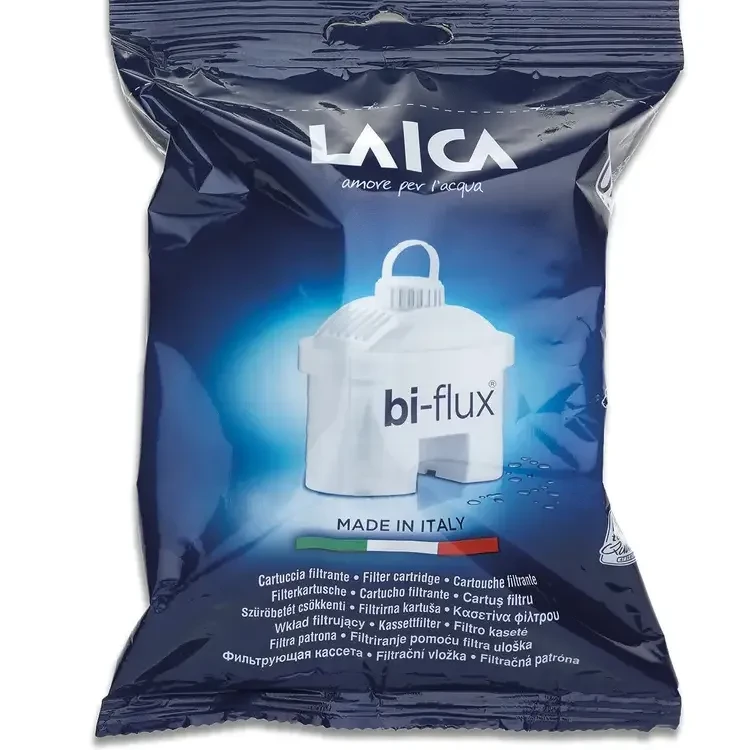 LAICA
amore per l'acqua
bi-flux®
MADE IN ITALY
Cartuccia filtrante • Filter cartridge • Cartouche filtrante
Filterkartusche • Cartucho filtrante • Cartuş filtru
Szűrőbetét csökkenti • Filtrirna kartuša • Κασετίνα φίλτρου
Wkład filtrujący • Kassettfilter • Filtro kasetė
Filtra patrona • Filtriranje pomoću filtra uloška
Фильтрующая кассета • Filtrační vložka • Filtračná patróna